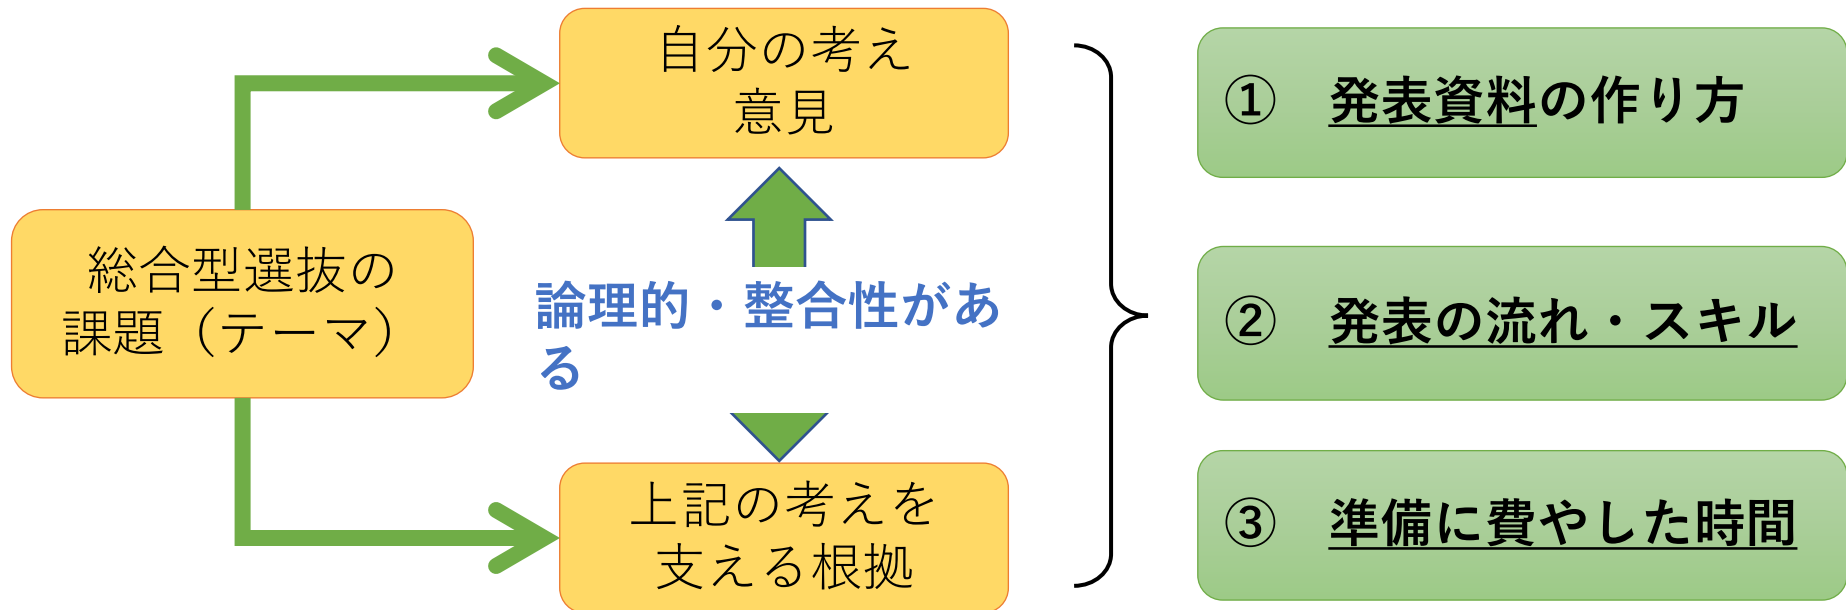 自分の考え
意見
総合型選抜の
課題（テーマ）
論理的・整合性があ
る
上記の考えを
支える根拠
①　発表資料の作り方
②　発表の流れ・スキル
③　準備に費やした時間